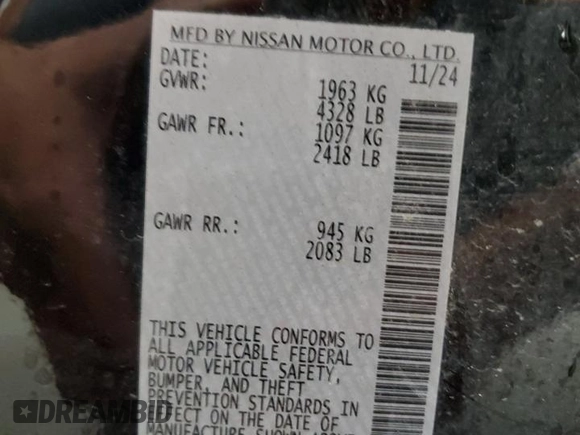 MFD BY NISSAN MOTOR CO., LTD.
DATE: 11/24
GVWR: 1963 KG
4328 LB
GAWR FR.: 1097 KG
2418 LB
GAWR RR.: 945 KG
2083 LB
THIS VEHICLE CONFORMS TO
ALL APPLICABLE FEDERAL
MOTOR VEHICLE SAFETY,
BUMPER, AND THEFT
PREVENTION STANDARDS IN
EFFECT ON THE DATE OF
MANUFACTURE SHOWN
DREAMBID